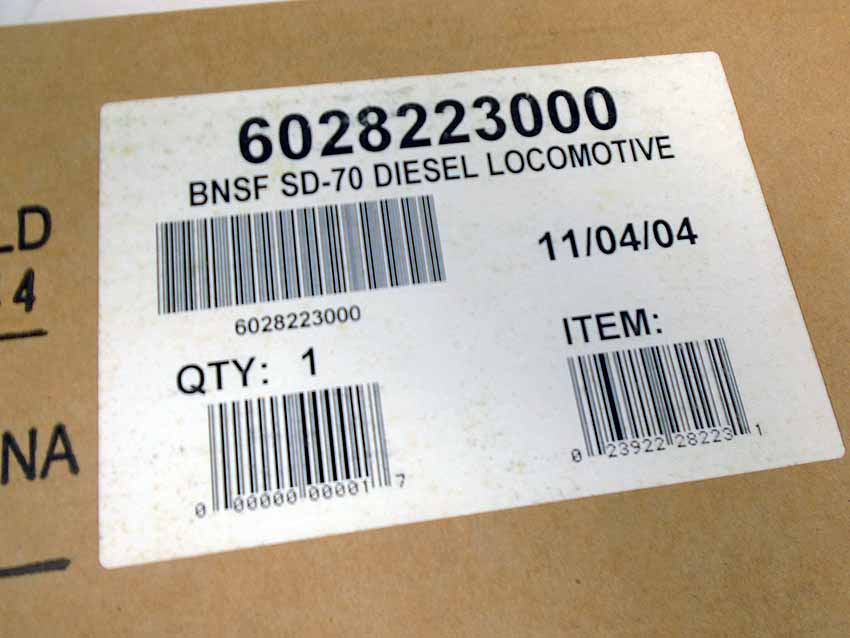 6028223000
BNSF SD-70 DIESEL LOCOMOTIVE
11/04/04
6028223000
QTY: 1
ITEM:
0 00000 00001 7
0 23922 28223 1
LD
4
NA